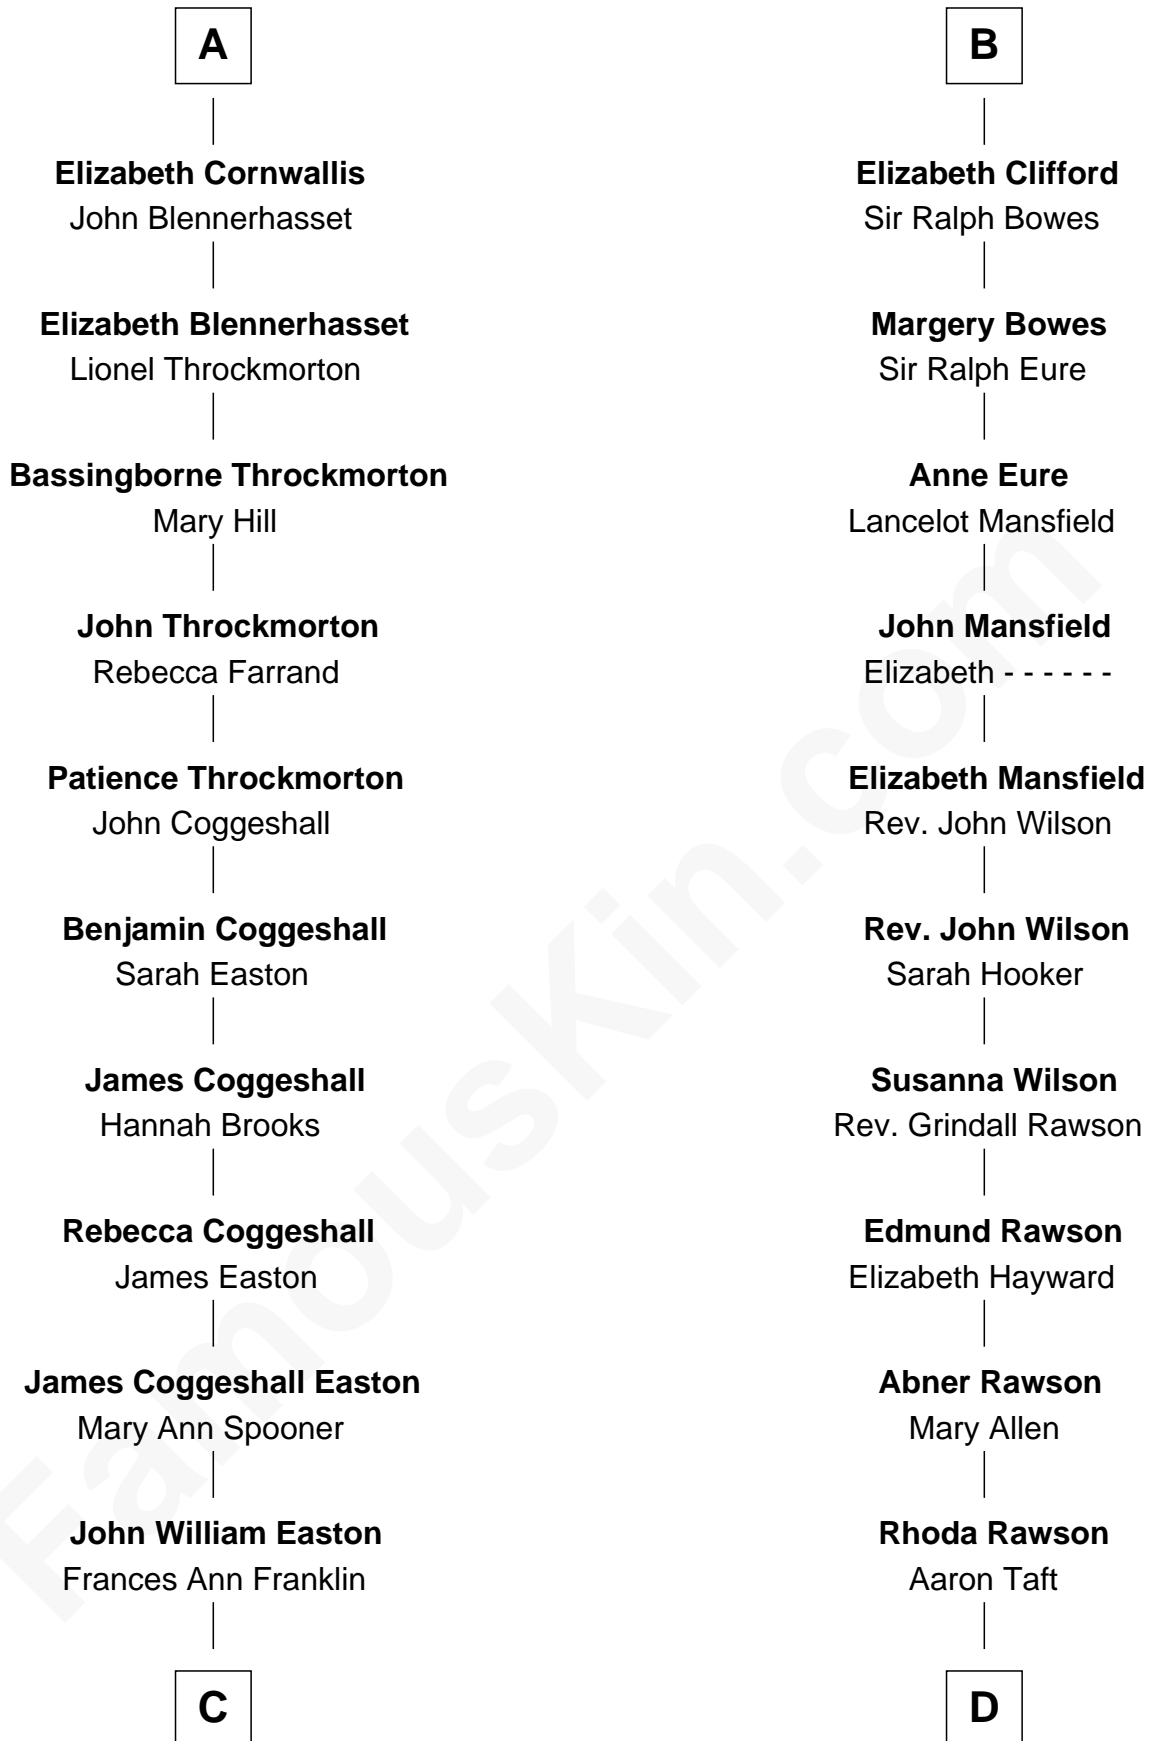 A
Elizabeth Cornwallis
John Blennerhasset
Elizabeth Blennerhasset
Lionel Throckmorton
Bassingborne Throckmorton
Mary Hill
John Throckmorton
Rebecca Farrand
Patience Throckmorton
John Coggeshall
Benjamin Coggeshall
Sarah Easton
James Coggeshall
Hannah Brooks
Rebecca Coggeshall
James Easton
James Coggeshall Easton
Mary Ann Spooner
John William Easton
Frances Ann Franklin
C
B
Elizabeth Clifford
Sir Ralph Bowes
Margery Bowes
Sir Ralph Eure
Anne Eure
Lancelot Mansfield
John Mansfield
Elizabeth - - - - - -
Elizabeth Mansfield
Rev. John Wilson
Rev. John Wilson
Sarah Hooker
Susanna Wilson
Rev. Grindall Rawson
Edmund Rawson
Elizabeth Hayward
Abner Rawson
Mary Allen
Rhoda Rawson
Aaron Taft
D
FamousKin.com